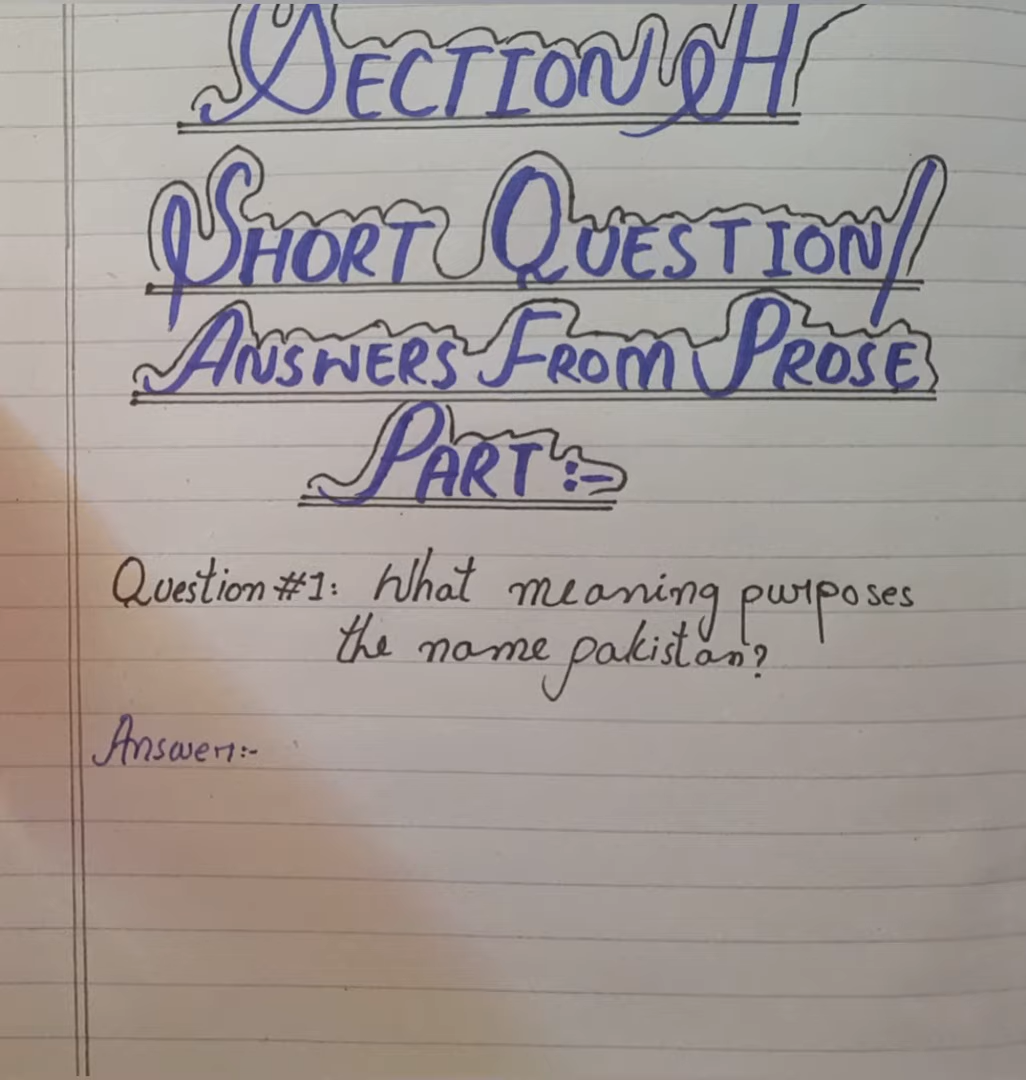 SECTION H
SHORT QUESTION/
ANSWERS FROM PROSE
PART:-
Question #1: What meaning purposes
the name pakistan?
Answer:-